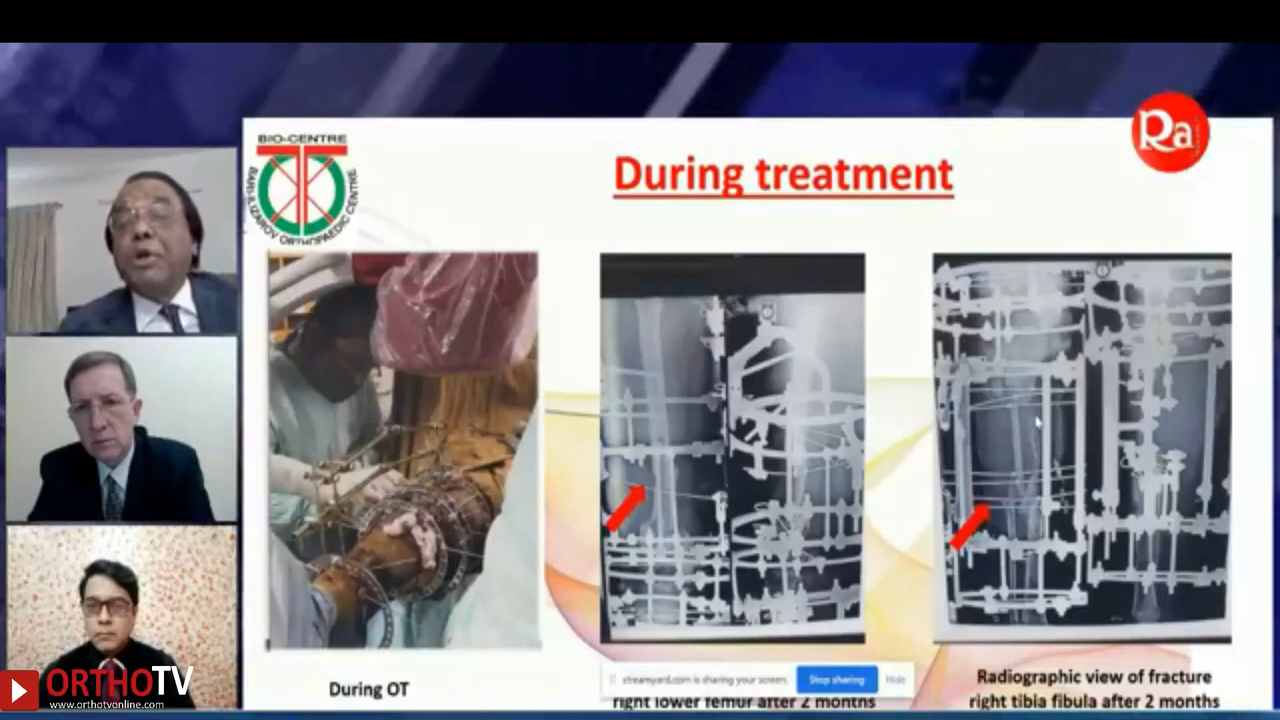 BIO-CENTRE
BARI-ILIZAROV ORTHOPAEDIC CENTRE
Ra
During treatment
During OT
streamyard.com is sharing your screen.
Stop sharing
Hide
right lower femur after 2 months
Radiographic view of fracture
right tibia fibula after 2 months
ORTHOTV
www.orthotvonline.com